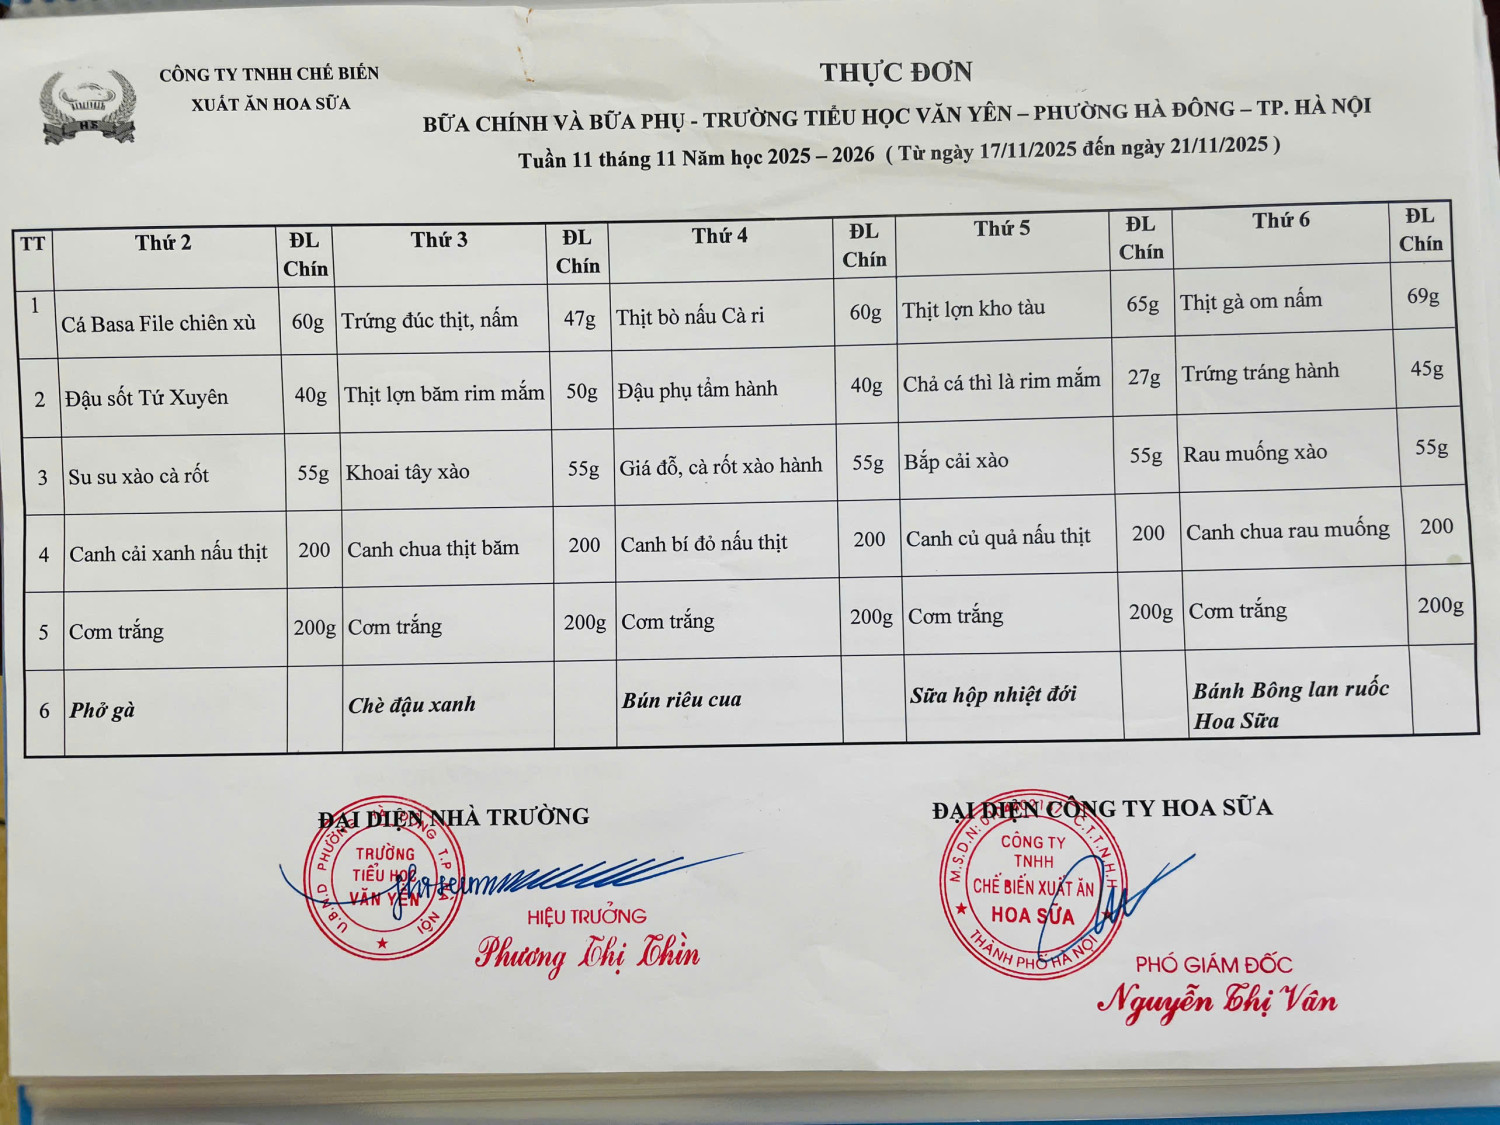 CÔNG TY TNHH CHẾ BIẾN
XUẤT ĂN HOA SỮA
H S
THỰC ĐƠN
BỮA CHÍNH VÀ BỮA PHỤ - TRƯỜNG TIỂU HỌC VĂN YÊN – PHƯỜNG HÀ ĐÔNG – TP. HÀ NỘI
Tuần 11 tháng 11 Năm học 2025 – 2026 ( Từ ngày 17/11/2025 đến ngày 21/11/2025 )
TT Thứ 2 ĐL Chín Thứ 3 ĐL Chín Thứ 4 ĐL Chín Thứ 5 ĐL Chín Thứ 6 ĐL Chín
1 Cá Basa File chiên xù 60g Trứng đúc thịt, nấm 47g Thịt bò nấu Cà ri 60g Thịt lợn kho tàu 65g Thịt gà om nấm 69g
2 Đậu sốt Tứ Xuyên 40g Thịt lợn băm rim mắm 50g Đậu phụ tẩm hành 40g Chả cá thì là rim mắm 27g Trứng tráng hành 45g
3 Su su xào cà rốt 55g Khoai tây xào 55g Giá đỗ, cà rốt xào hành 55g Bắp cải xào 55g Rau muống xào 55g
4 Canh cải xanh nấu thịt 200 Canh chua thịt băm 200 Canh bí đỏ nấu thịt 200 Canh củ quả nấu thịt 200 Canh chua rau muống 200
5 Cơm trắng 200g Cơm trắng 200g Cơm trắng 200g Cơm trắng 200g Cơm trắng 200g
6 Phở gà Chè đậu xanh Bún riêu cua Sữa hộp nhiệt đới Bánh Bông lan ruốc Hoa Sữa
ĐẠI DIỆN NHÀ TRƯỜNG
U.B.N.D PHƯỜNG HÀ ĐÔNG T.P HÀ NỘI
TRƯỜNG
TIỂU HỌC
VĂN YÊN
HIỆU TRƯỞNG
Phương Thị Thìn
ĐẠI DIỆN CÔNG TY HOA SỮA
C.T.T.N.H.H
CÔNG TY
TNHH
CHẾ BIẾN XUẤT ĂN
HOA SỮA
THÀNH PHỐ HÀ NỘI
PHÓ GIÁM ĐỐC
Nguyễn Thị Vân